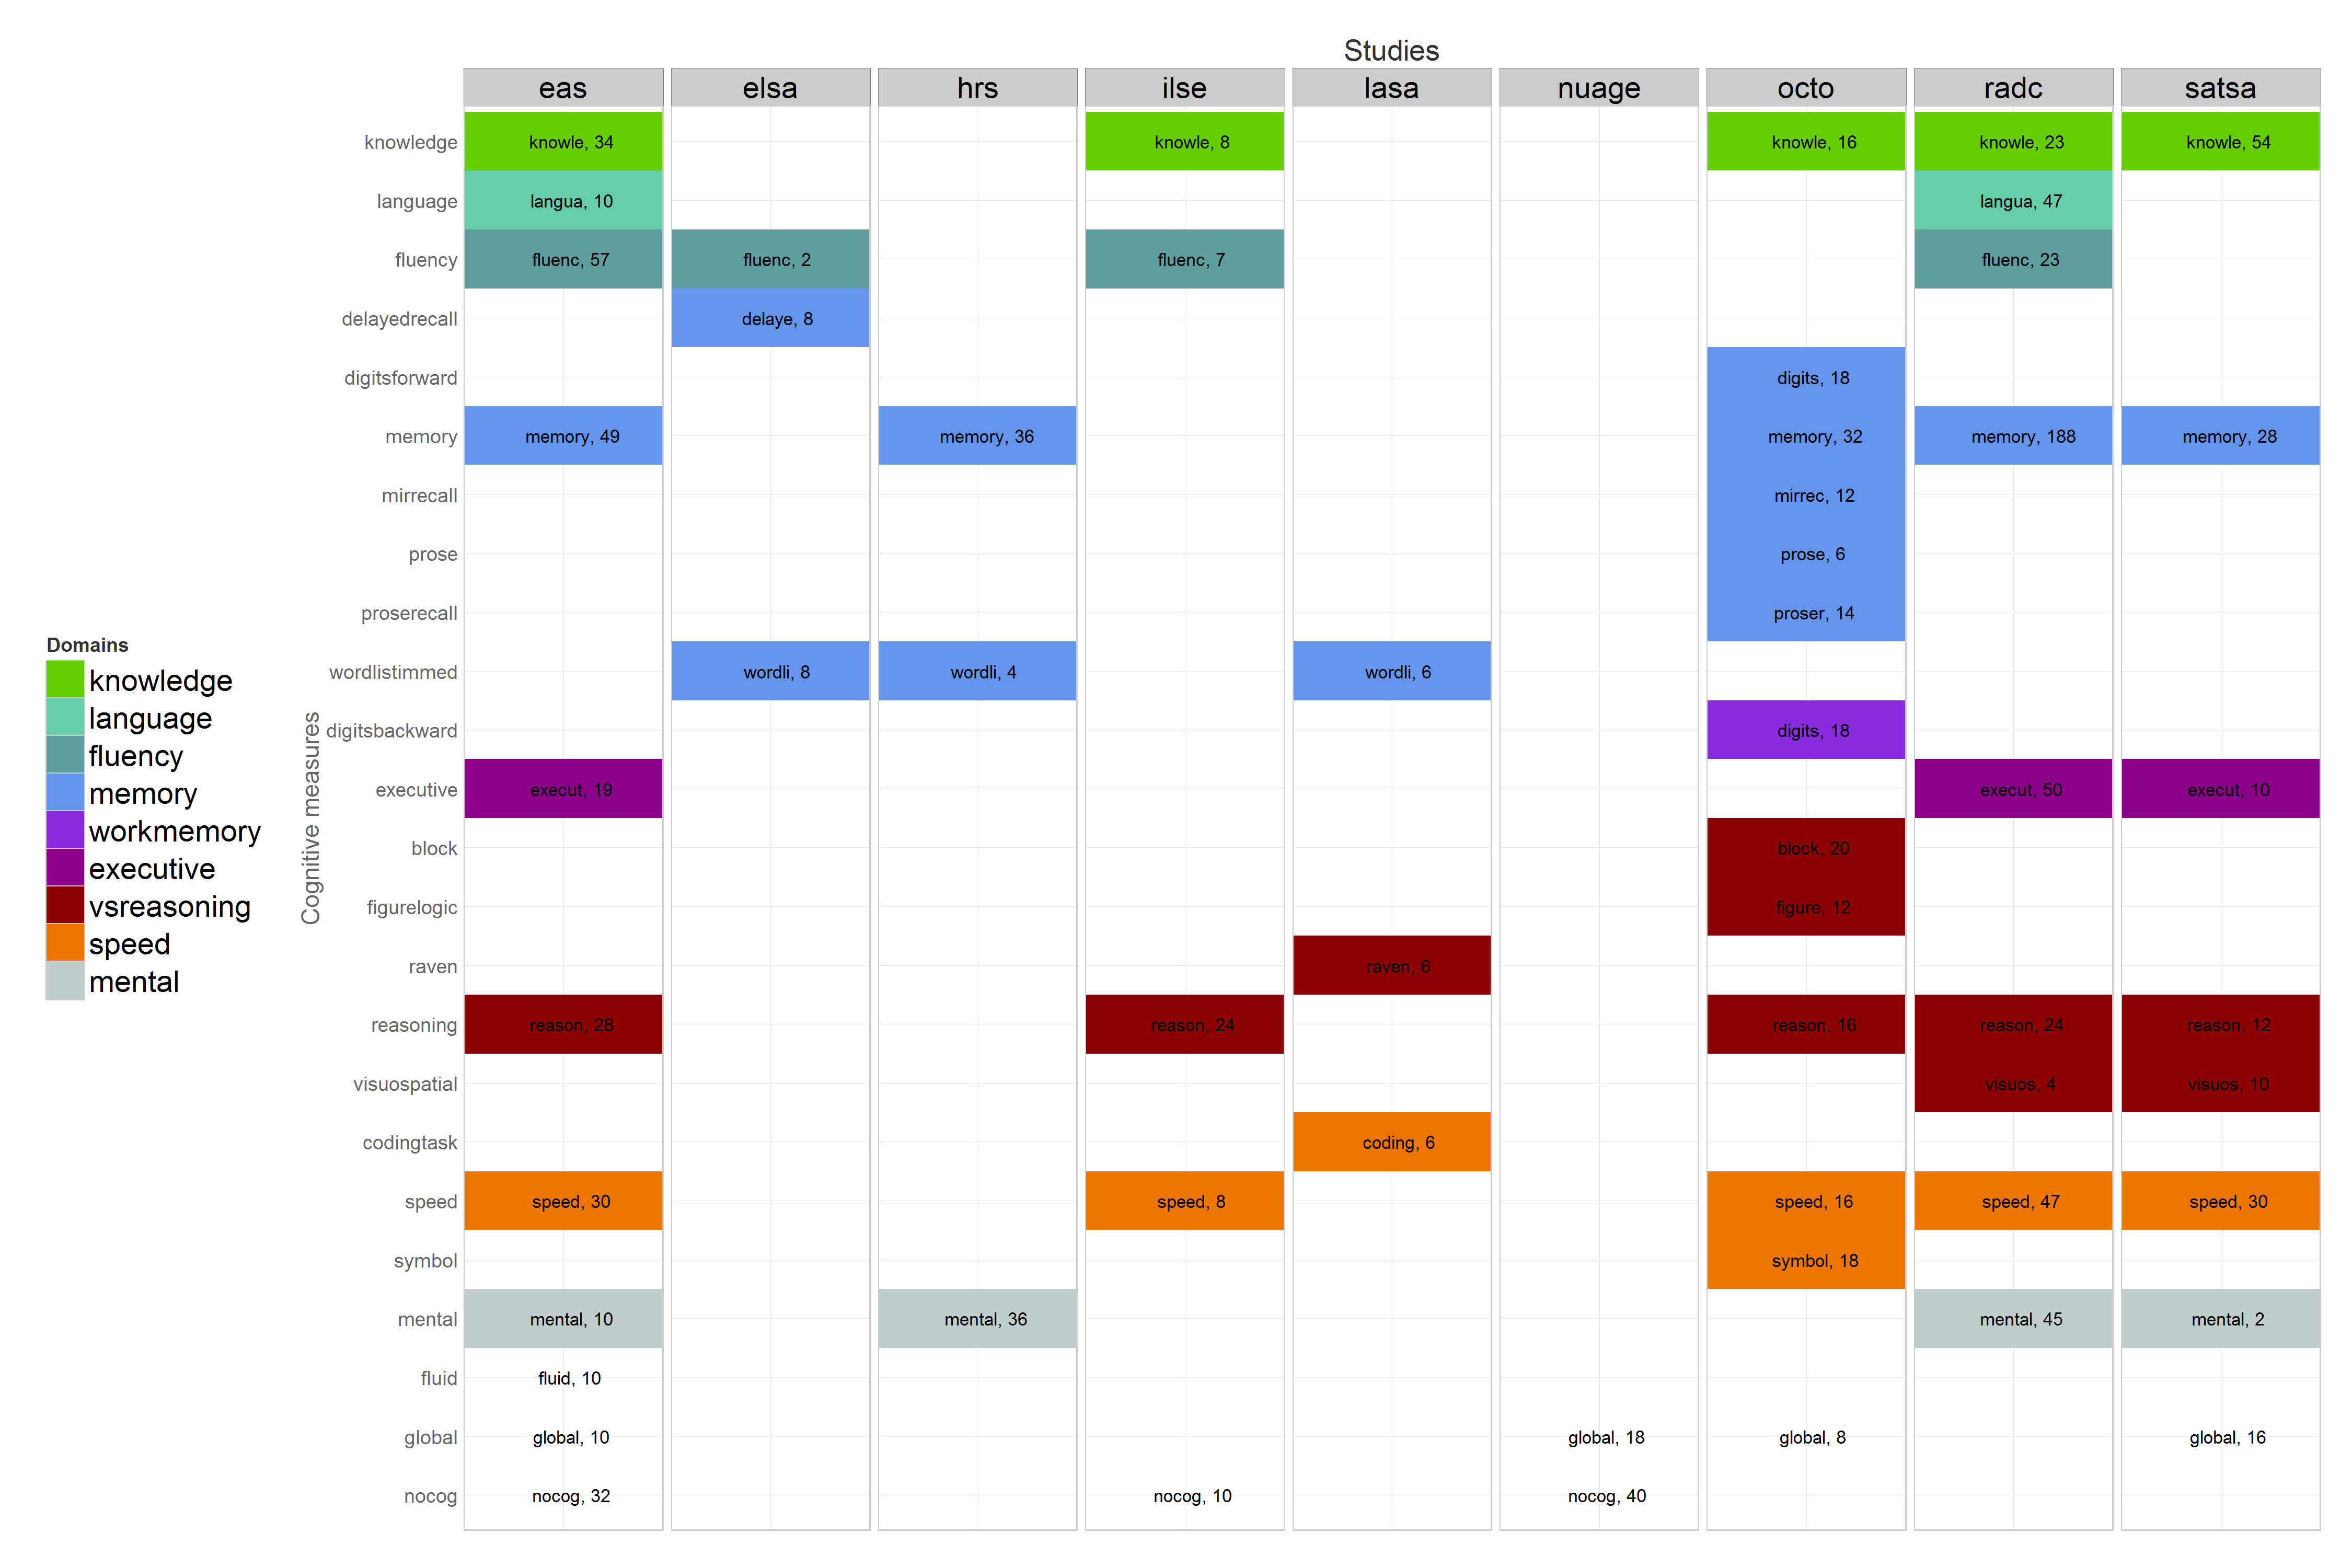 Studies
eas elsa hrs ilse lasa nuage octo radc satsa
knowledge knowle, 34 knowle, 8 knowle, 16 knowle, 23 knowle, 54
language langua, 10 langua, 47
fluency fluenc, 57 fluenc, 2 fluenc, 7 fluenc, 23
delayedrecall delaye, 8
digitsforward digits, 18
memory memory, 49 memory, 36 memory, 32 memory, 188 memory, 28
mirrecall mirrec, 12
prose prose, 6
proserecall proser, 14
wordlistimmed wordli, 8 wordli, 4 wordli, 6
digitsbackward digits, 18
executive execut, 19 execut, 50 execut, 10
block block, 20
figurelogic figure, 12
raven raven, 6
reasoning reason, 28 reason, 24 reason, 16 reason, 24 reason, 12
visuospatial visuos, 4 visuos, 10
codingtask coding, 6
speed speed, 30 speed, 8 speed, 16 speed, 47 speed, 30
symbol symbol, 18
mental mental, 10 mental, 36 mental, 45 mental, 2
fluid fluid, 10
global global, 10 global, 18 global, 8 global, 16
nocog nocog, 32 nocog, 10 nocog, 40
Cognitive measures
Domains
knowledge
language
fluency
memory
workmemory
executive
vsreasoning
speed
mental